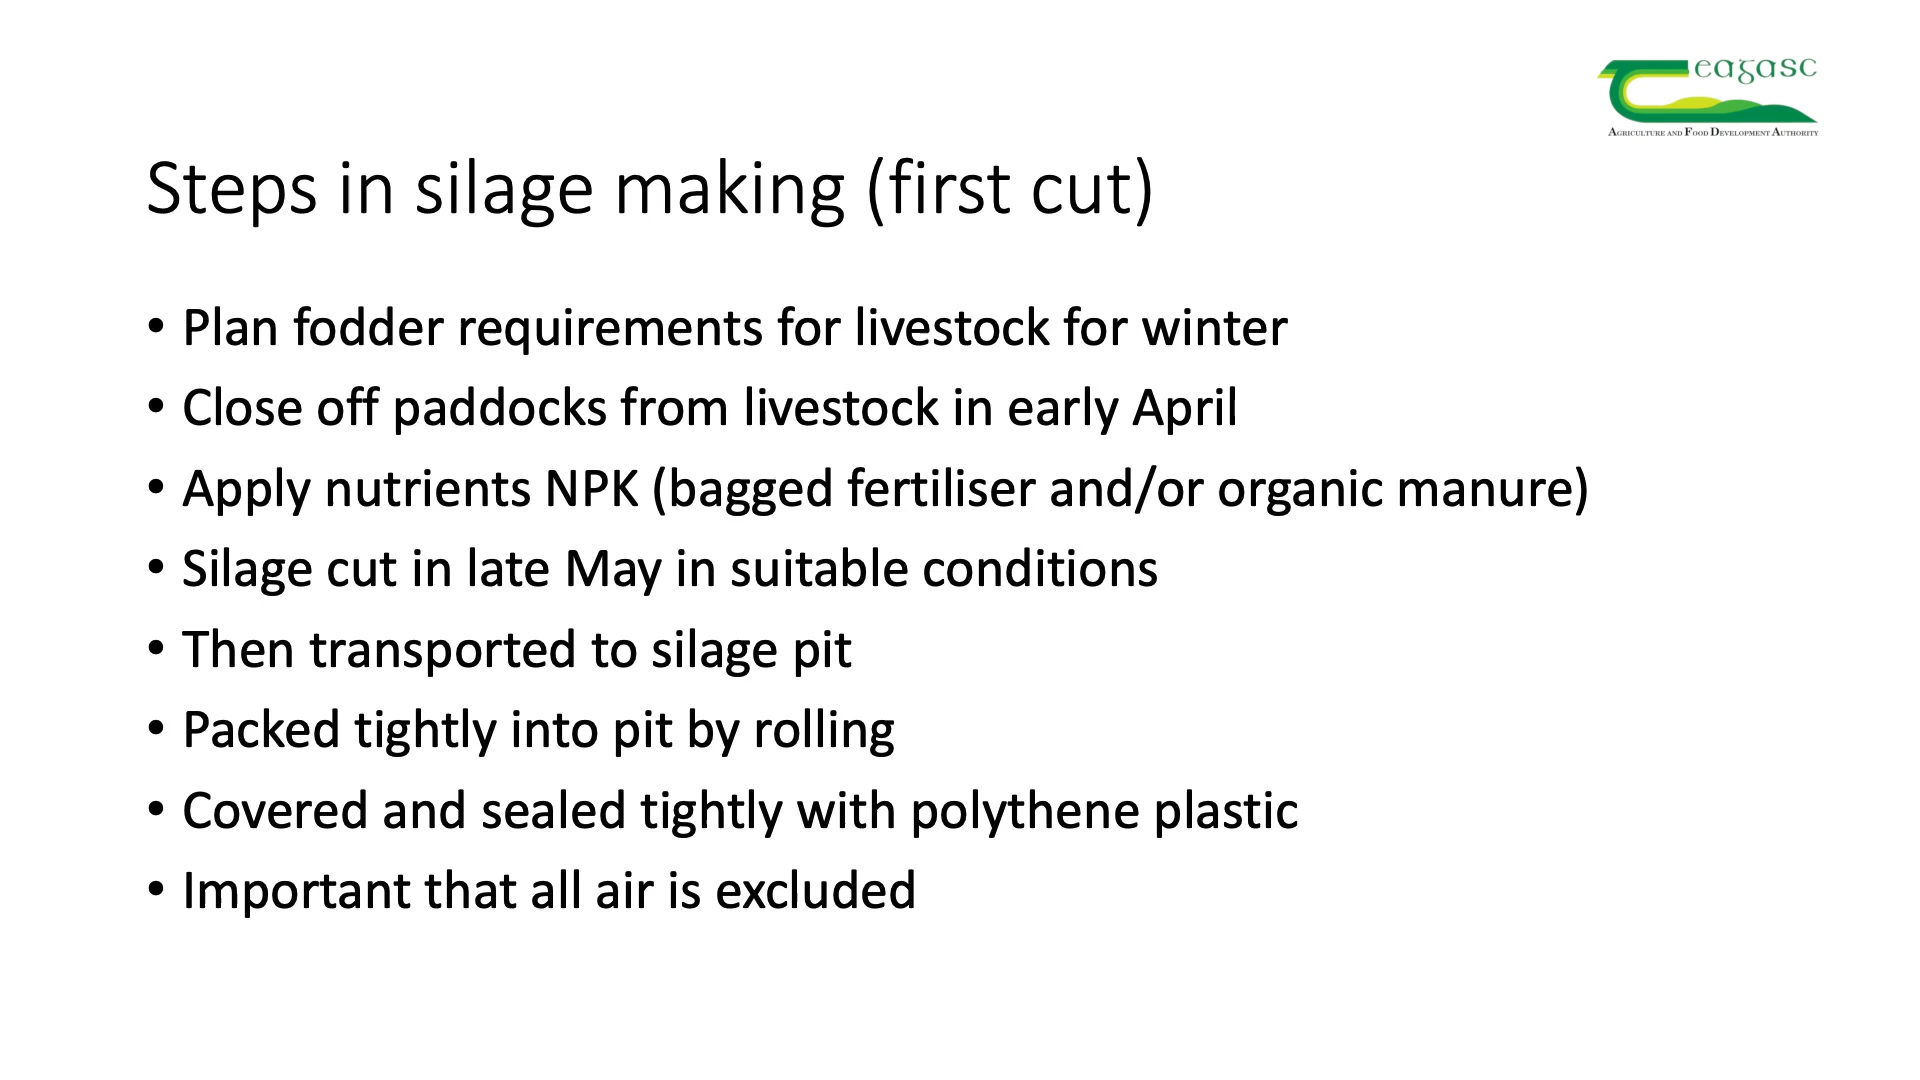 eagasc
Agriculture and Food Development Authority
Steps in silage making (first cut)
• Plan fodder requirements for livestock for winter
• Close off paddocks from livestock in early April
• Apply nutrients NPK (bagged fertiliser and/or organic manure)
• Silage cut in late May in suitable conditions
• Then transported to silage pit
• Packed tightly into pit by rolling
• Covered and sealed tightly with polythene plastic
• Important that all air is excluded